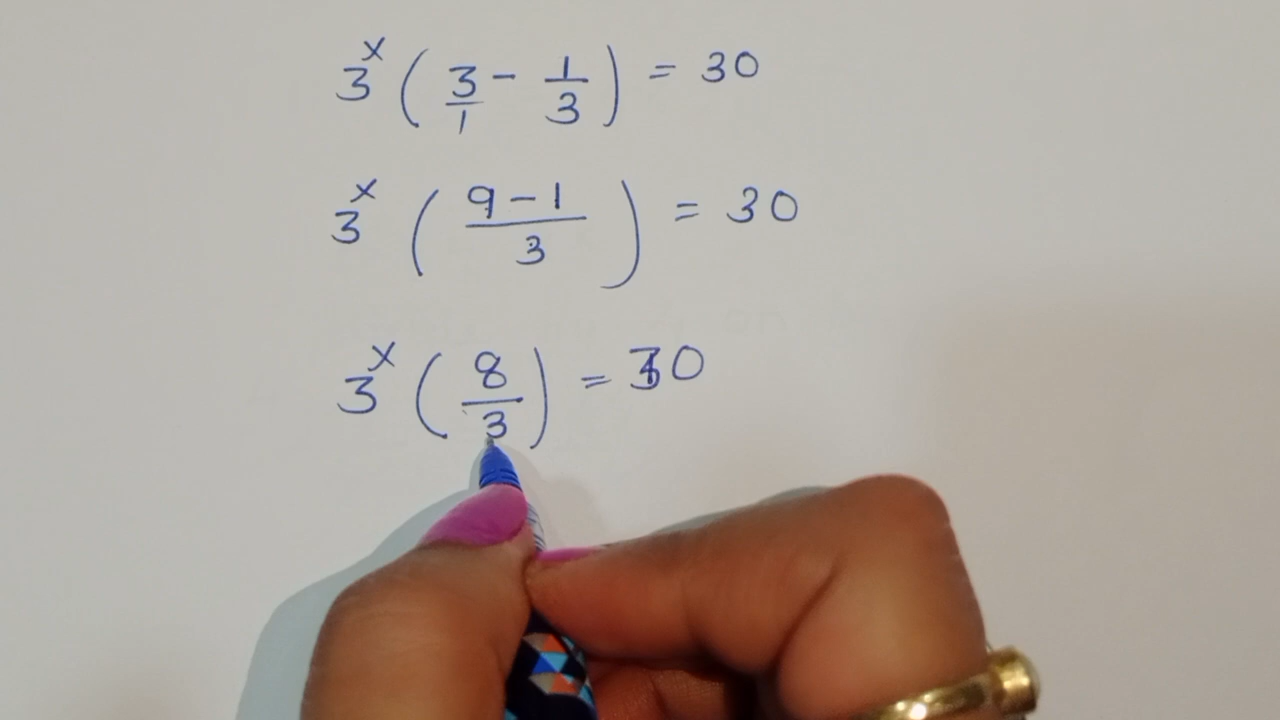 3^x ( 3/1 - 1/3 ) = 30
3^x ( (9-1)/3 ) = 30
3^x ( 8/3 ) = 30